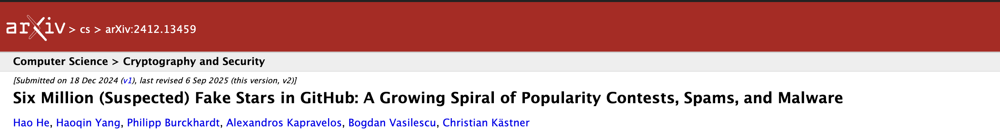 arXiv > cs > arXiv:2412.13459
Computer Science > Cryptography and Security
[Submitted on 18 Dec 2024 (v1), last revised 6 Sep 2025 (this version, v2)]
Six Million (Suspected) Fake Stars in GitHub: A Growing Spiral of Popularity Contests, Spams, and Malware
Hao He, Haoqin Yang, Philipp Burckhardt, Alexandros Kapravelos, Bogdan Vasilescu, Christian Kästner